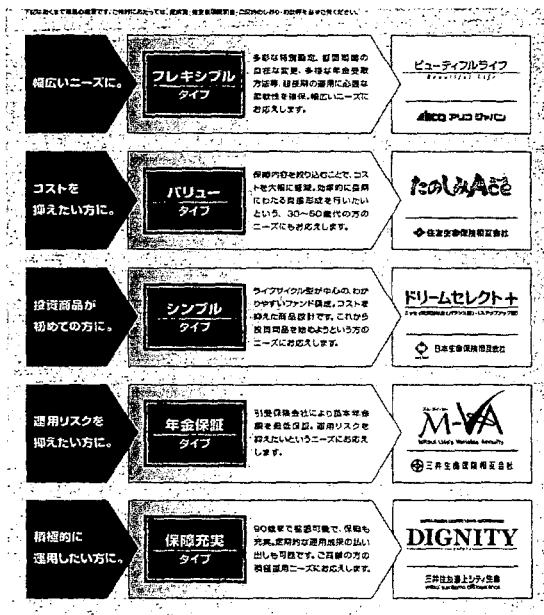 幅広いニーズに。
フレキシブル
タイプ
多彩な特別勘定、据置期間の
自在な変更、多様な年金受取
方法等、超長期の運用に必要な
柔軟性を確保。幅広いニーズに
お応えします。
ビューティフルライフ
Beautiful Life
ALICO アリコ ジャパン
コストを
抑えたい方に。
バリュー
タイプ
保障内容を絞り込むことで、コス
トを大幅に軽減。効率的に長期
にわたる資産形成を行いたい
という、30〜50歳代の方の
ニーズにもお応えします。
たのしみAce
住友生命保険相互会社
投資商品が
初めての方に。
シンプル
タイプ
ライフサイクル型が中心の、わか
りやすいファンド構成。コストを
抑えた商品設計です。これから
投資商品を始めようという方の
ニーズにお応えします。
ドリームセレクト+
日本生命保険相互会社
運用リスクを
抑えたい方に。
年金保証
タイプ
引受保険会社により基本年金
額を最低保証。運用リスクを
抑えたいというニーズにお応え
します。
M-VA
Mitsui Life's Variable Annuity
三井生命保険相互会社
積極的に
運用したい方に。
保障充実
タイプ
90歳まで据置可能で、保障も
充実。定期的な運用成果の払い
出しも可能です。ご高齢の方の
積極運用ニーズにお応えします。
DIGNITY
三井住友海上シティ生命